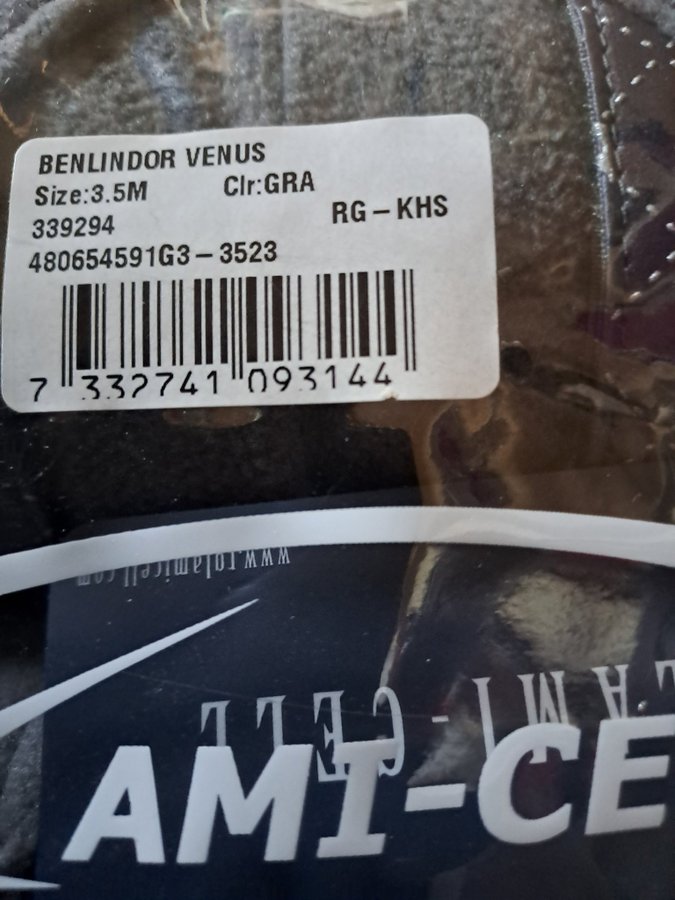 BENLINDOR VENUS
Size:3.5M Clr:GRA
339294 RG-KHS
480654591G3-3523
7 332741 093144
www.rolamicell.com
LAMI-CELL
AMI-CE